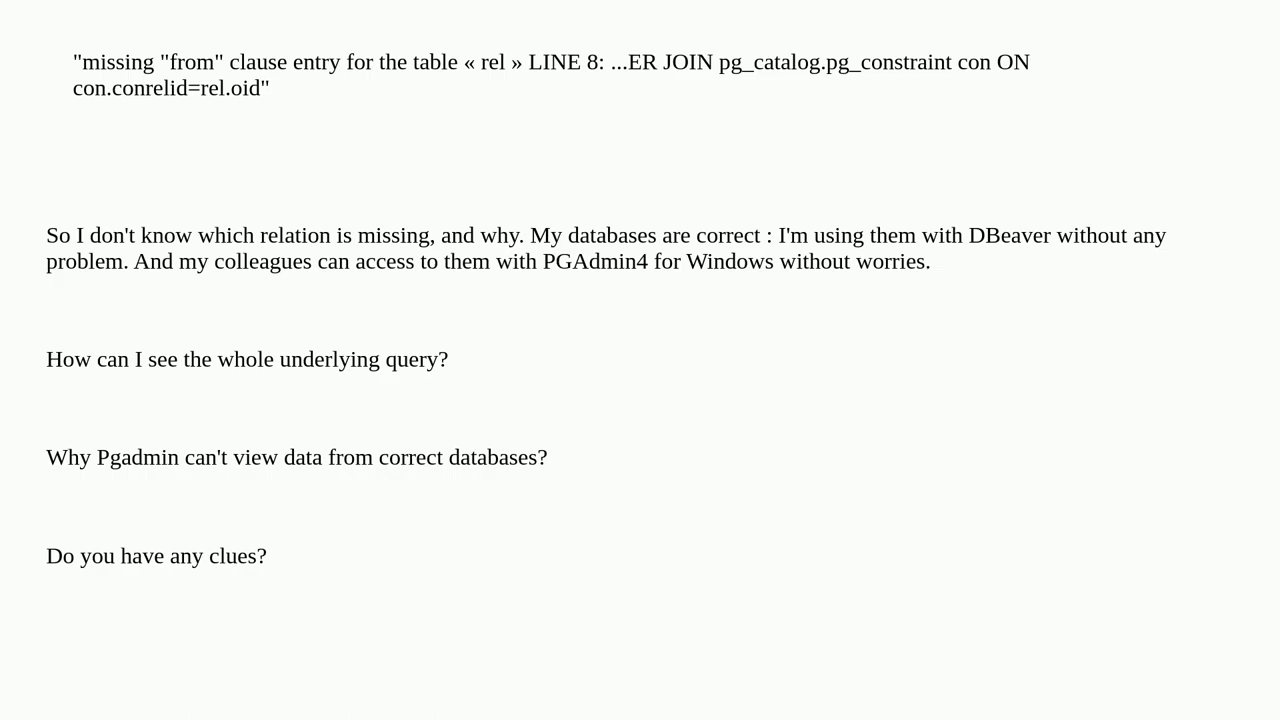 "missing "from" clause entry for the table « rel » LINE 8: ...ER JOIN pg_catalog.pg_constraint con ON
con.conrelid=rel.oid"
So I don't know which relation is missing, and why. My databases are correct : I'm using them with DBeaver without any
problem. And my colleagues can access to them with PGAdmin4 for Windows without worries.
How can I see the whole underlying query?
Why Pgadmin can't view data from correct databases?
Do you have any clues?